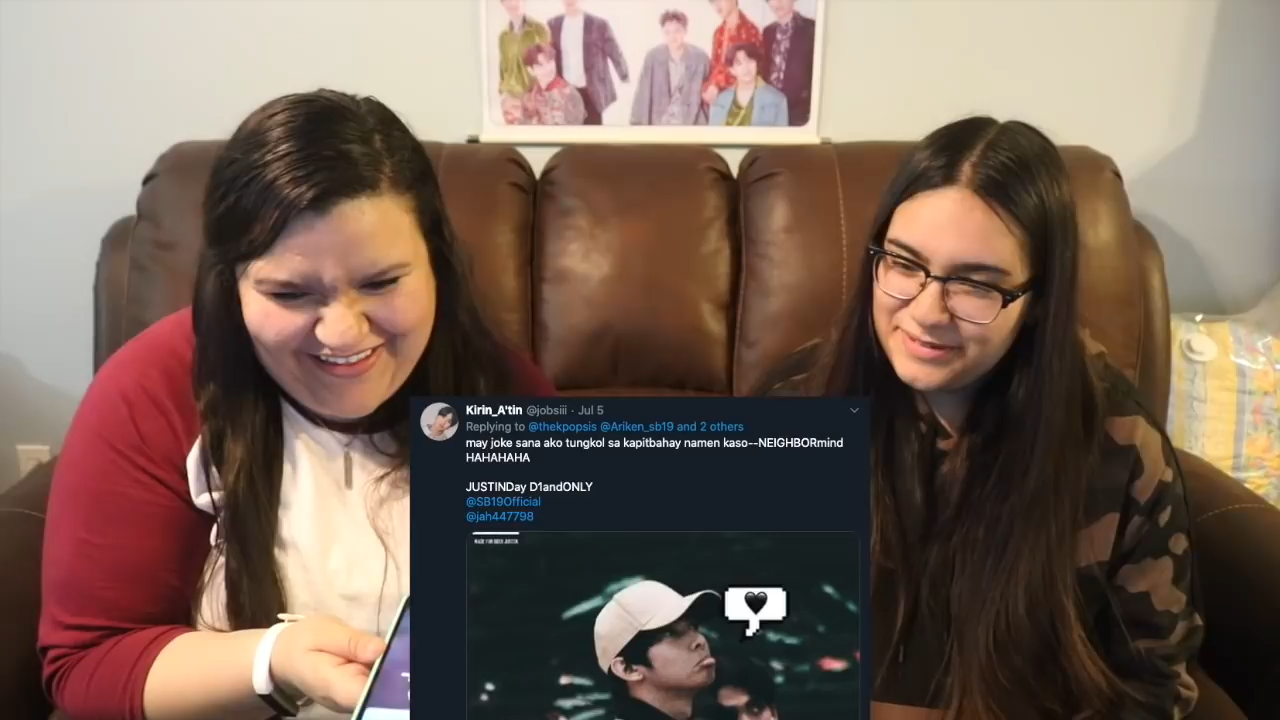 Kirin_A'tin @jobsiii · Jul 5
Replying to @thekpopsis @Ariken_sb19 and 2 others
may joke sana ako tungkol sa kapitbahay namen kaso--NEIGHBORmind
HAHAHAHA
JUSTINDay D1andONLY
@SB19Official
@jah447798